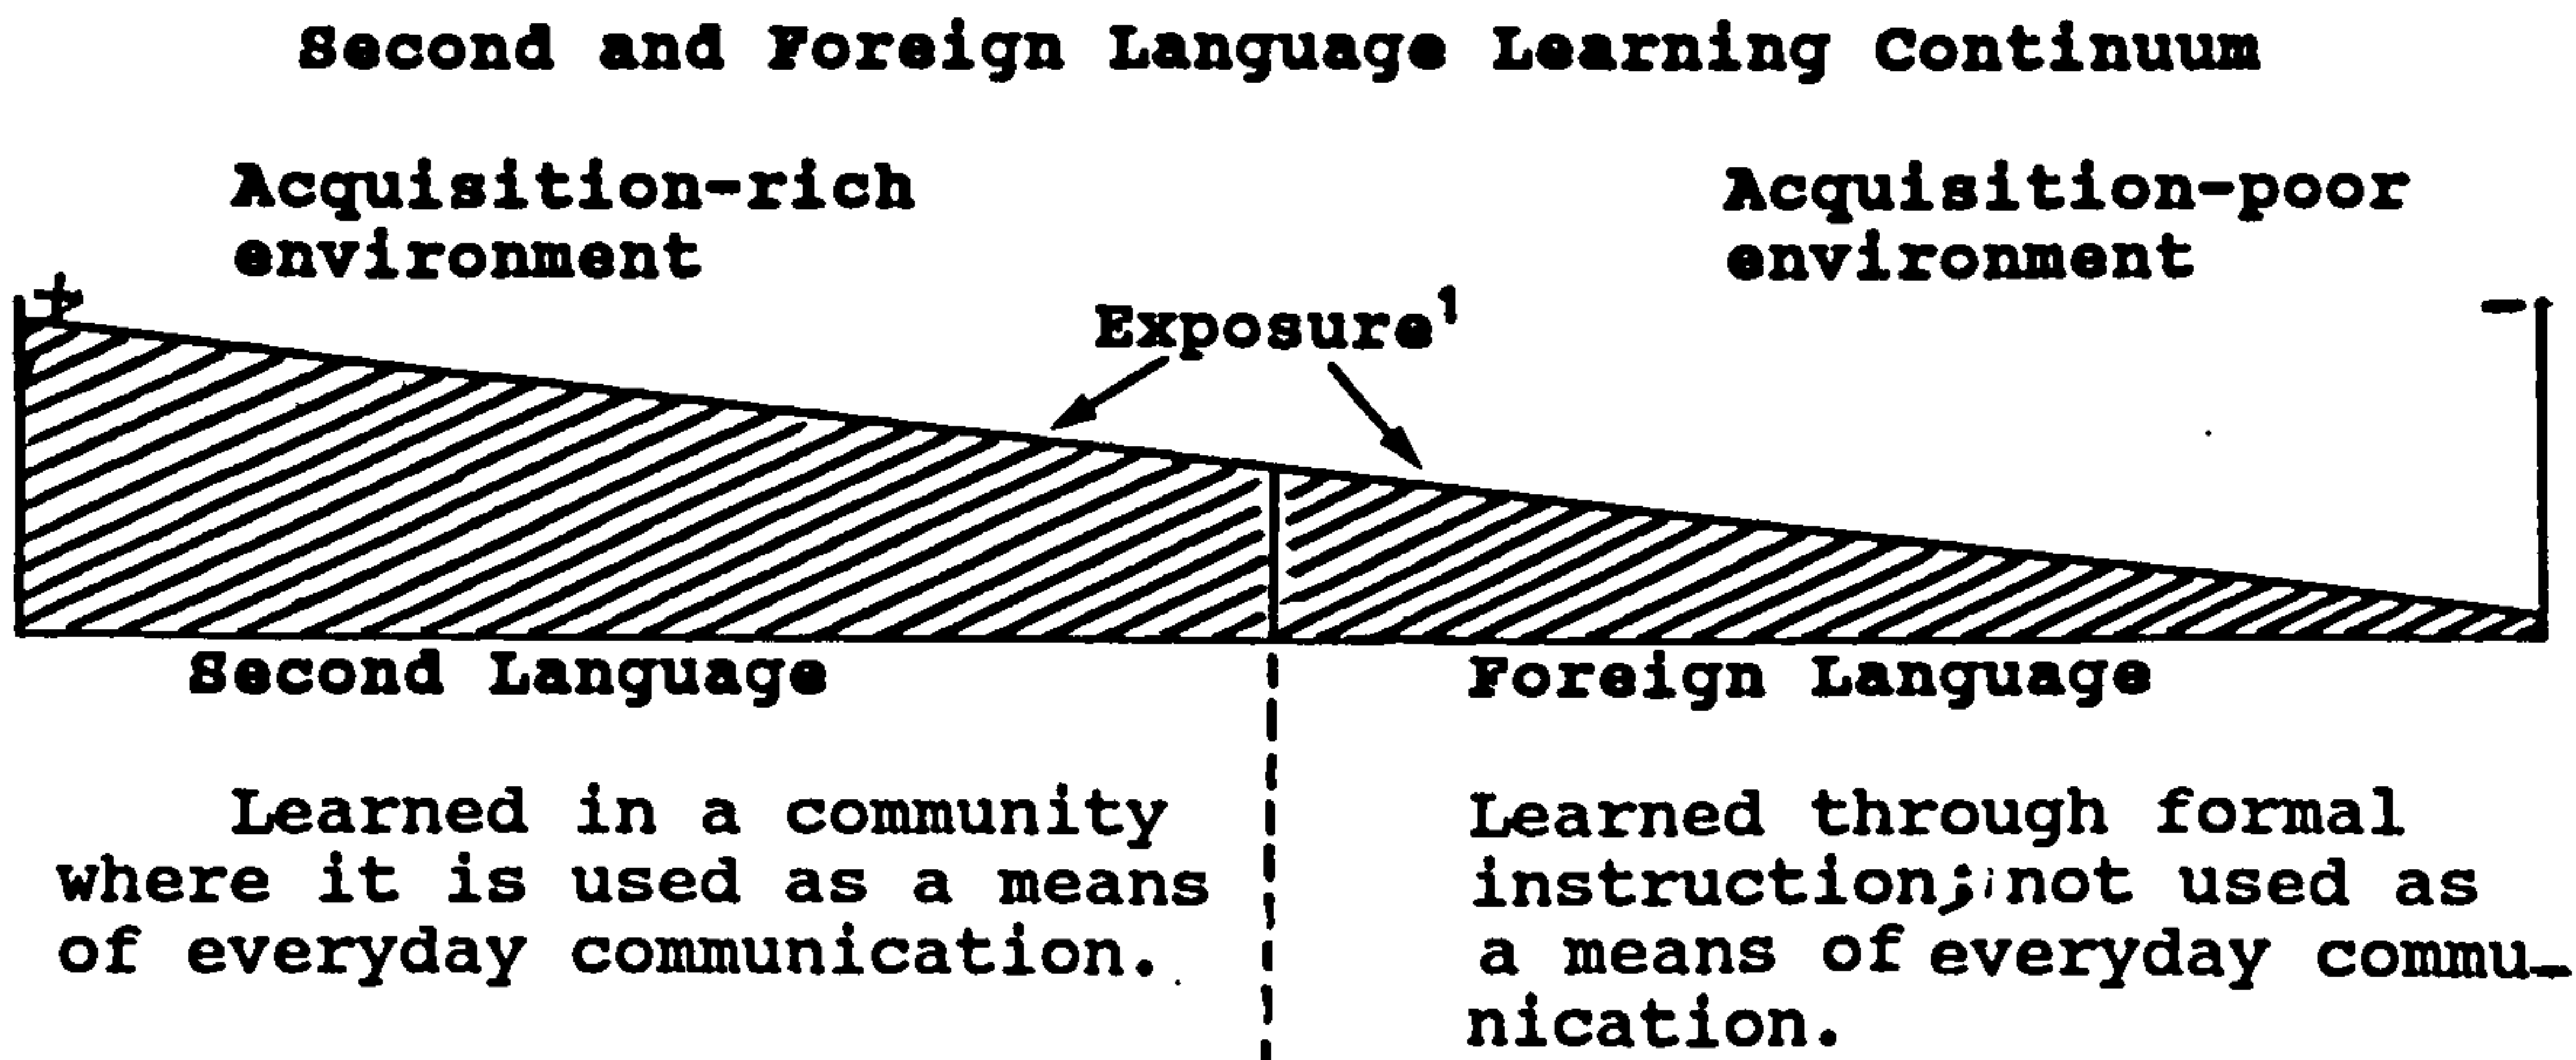 Second and Foreign Language Learning Continuum
Acquisition-rich
environment
Acquisition-poor
environment
+
Exposure¹
-
Second Language
Learned in a community
where it is used as a means
of everyday communication.
Foreign Language
Learned through formal
instruction; not used as
a means of everyday commu-
nication.